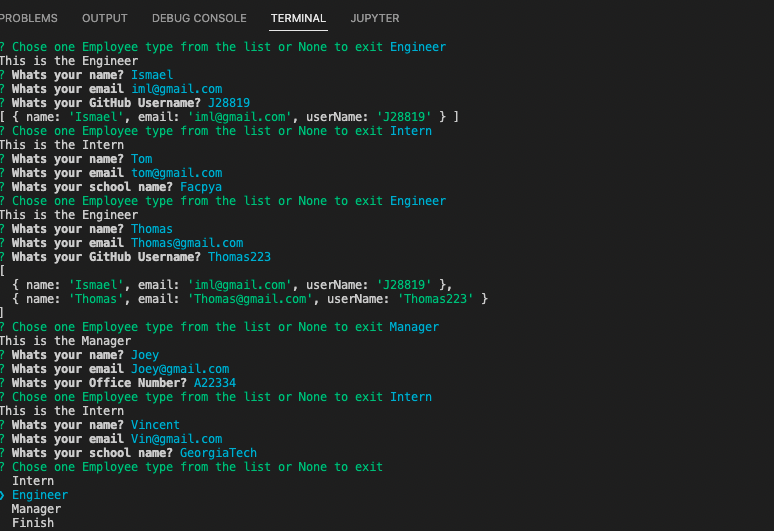 PROBLEMS OUTPUT DEBUG CONSOLE TERMINAL JUPYTER
? Chose one Employee type from the list or None to exit Engineer
This is the Engineer
? Whats your name? Ismael
? Whats your email iml@gmail.com
? Whats your GitHub Username? J28819
[ { name: 'Ismael', email: 'iml@gmail.com', userName: 'J28819' } ]
? Chose one Employee type from the list or None to exit Intern
This is the Intern
? Whats your name? Tom
? Whats your email tom@gmail.com
? Whats your school name? Facpya
? Chose one Employee type from the list or None to exit Engineer
This is the Engineer
? Whats your name? Thomas
? Whats your email Thomas@gmail.com
? Whats your GitHub Username? Thomas223
[
  { name: 'Ismael', email: 'iml@gmail.com', userName: 'J28819' },
  { name: 'Thomas', email: 'Thomas@gmail.com', userName: 'Thomas223' }
]
? Chose one Employee type from the list or None to exit Manager
This is the Manager
? Whats your name? Joey
? Whats your email Joey@gmail.com
? Whats your Office Number? A22334
? Chose one Employee type from the list or None to exit Intern
This is the Intern
? Whats your name? Vincent
? Whats your email Vin@gmail.com
? Whats your school name? GeorgiaTech
? Chose one Employee type from the list or None to exit
  Intern
❯ Engineer
  Manager
  Finish